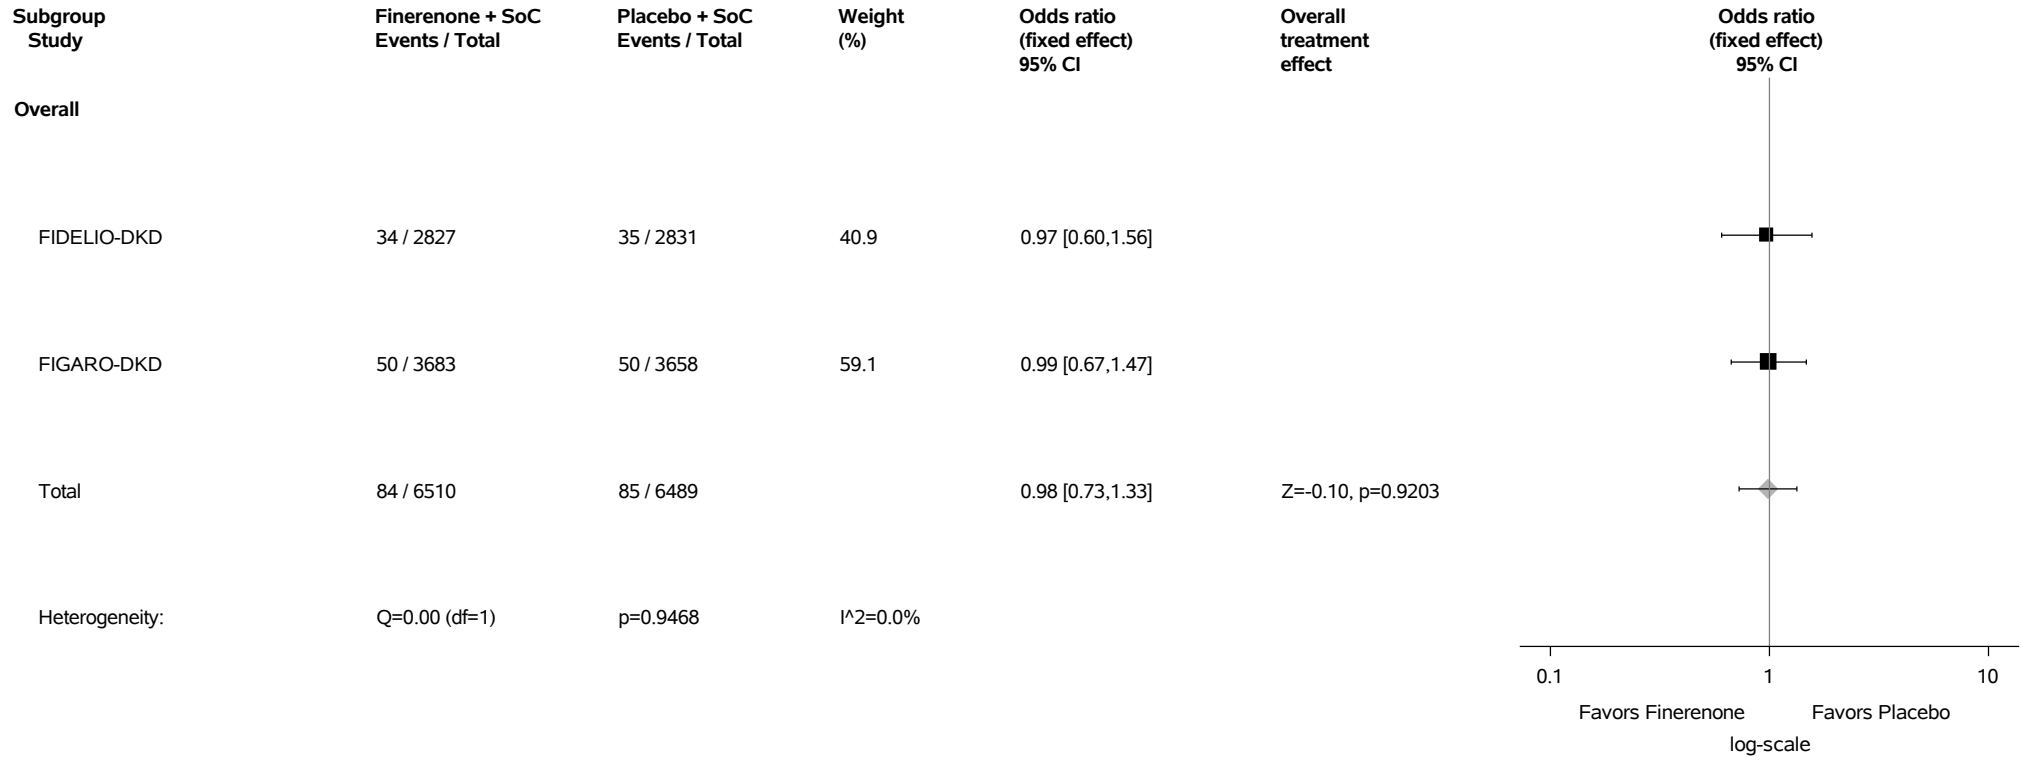 Subgroup Finerenone + SoC Placebo + SoC Weight Odds ratio Overall Odds ratio
Study Events / Total Events / Total (%) (fixed effect) treatment (fixed effect)
95% CI effect 95% CI
Overall
FIDELIO-DKD 34 / 2827 35 / 2831 40.9 0.97 [0.60,1.56]
FIGARO-DKD 50 / 3683 50 / 3658 59.1 0.99 [0.67,1.47]
Total 84 / 6510 85 / 6489 0.98 [0.73,1.33] Z=-0.10, p=0.9203
Heterogeneity: Q=0.00 (df=1) p=0.9468 I^2=0.0%
0.1 1 10
Favors Finerenone Favors Placebo
log-scale